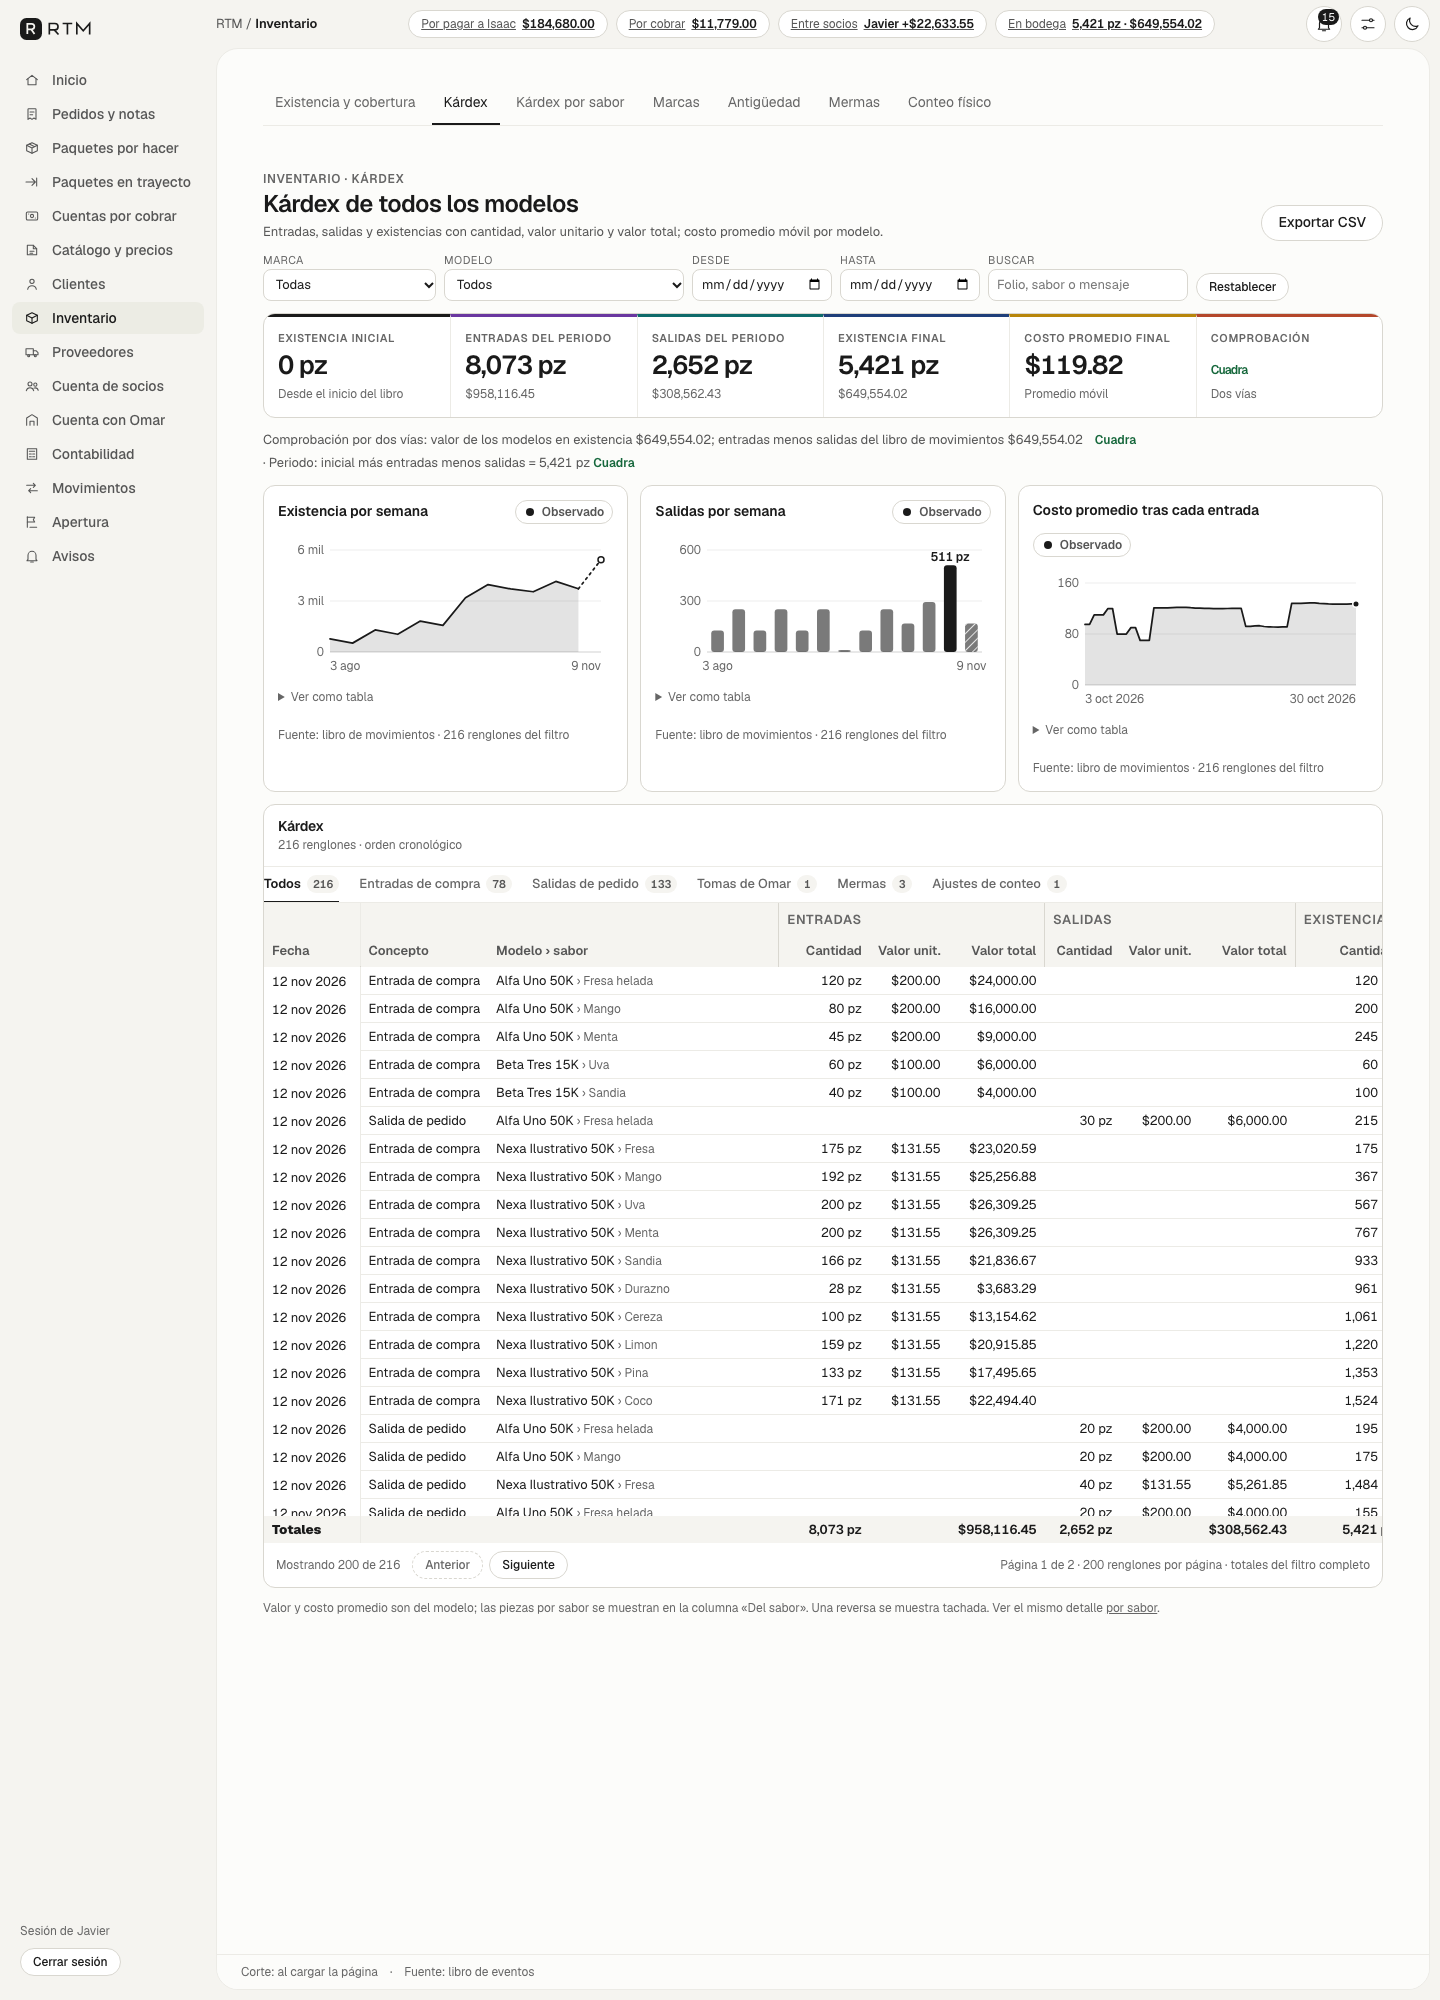 R RTM
RTM / Inventario
Por pagar a Isaac $184,680.00
Por cobrar $11,779.00
Entre socios Javier +$22,633.55
En bodega 5,421 pz · $649,554.02
15
Inicio
Pedidos y notas
Paquetes por hacer
Paquetes en trayecto
Cuentas por cobrar
Catálogo y precios
Clientes
Inventario
Proveedores
Cuenta de socios
Cuenta con Omar
Contabilidad
Movimientos
Apertura
Avisos
Existencia y cobertura Kárdex Kárdex por sabor Marcas Antigüedad Mermas Conteo físico
INVENTARIO · KÁRDEX
Kárdex de todos los modelos
Entradas, salidas y existencias con cantidad, valor unitario y valor total; costo promedio móvil por modelo.
Exportar CSV
MARCA MODELO DESDE HASTA BUSCAR
Todas Todos mm/dd/yyyy mm/dd/yyyy Folio, sabor o mensaje Restablecer
EXISTENCIA INICIAL ENTRADAS DEL PERIODO SALIDAS DEL PERIODO EXISTENCIA FINAL COSTO PROMEDIO FINAL COMPROBACIÓN
0 pz 8,073 pz 2,652 pz 5,421 pz $119.82 Cuadra
Desde el inicio del libro $958,116.45 $308,562.43 $649,554.02 Promedio móvil Dos vías
Comprobación por dos vías: valor de los modelos en existencia $649,554.02; entradas menos salidas del libro de movimientos $649,554.02 Cuadra
· Periodo: inicial más entradas menos salidas = 5,421 pz Cuadra
Existencia por semana Observado
6 mil
3 mil
0
3 ago 9 nov
Ver como tabla
Fuente: libro de movimientos · 216 renglones del filtro
Salidas por semana Observado
600
511 pz
300
0
3 ago 9 nov
Ver como tabla
Fuente: libro de movimientos · 216 renglones del filtro
Costo promedio tras cada entrada
Observado
160
80
0
3 oct 2026 30 oct 2026
Ver como tabla
Fuente: libro de movimientos · 216 renglones del filtro
Kárdex
216 renglones · orden cronológico
Todos 216 Entradas de compra 78 Salidas de pedido 133 Tomas de Omar 1 Mermas 3 Ajustes de conteo 1
ENTRADAS SALIDAS EXISTENCIA
Fecha Concepto Modelo › sabor Cantidad Valor unit. Valor total Cantidad Valor unit. Valor total Cantida
12 nov 2026 Entrada de compra Alfa Uno 50K › Fresa helada 120 pz $200.00 $24,000.00 120
12 nov 2026 Entrada de compra Alfa Uno 50K › Mango 80 pz $200.00 $16,000.00 200
12 nov 2026 Entrada de compra Alfa Uno 50K › Menta 45 pz $200.00 $9,000.00 245
12 nov 2026 Entrada de compra Beta Tres 15K › Uva 60 pz $100.00 $6,000.00 60
12 nov 2026 Entrada de compra Beta Tres 15K › Sandia 40 pz $100.00 $4,000.00 100
12 nov 2026 Salida de pedido Alfa Uno 50K › Fresa helada 30 pz $200.00 $6,000.00 215
12 nov 2026 Entrada de compra Nexa Ilustrativo 50K › Fresa 175 pz $131.55 $23,020.59 175
12 nov 2026 Entrada de compra Nexa Ilustrativo 50K › Mango 192 pz $131.55 $25,256.88 367
12 nov 2026 Entrada de compra Nexa Ilustrativo 50K › Uva 200 pz $131.55 $26,309.25 567
12 nov 2026 Entrada de compra Nexa Ilustrativo 50K › Menta 200 pz $131.55 $26,309.25 767
12 nov 2026 Entrada de compra Nexa Ilustrativo 50K › Sandia 166 pz $131.55 $21,836.67 933
12 nov 2026 Entrada de compra Nexa Ilustrativo 50K › Durazno 28 pz $131.55 $3,683.29 961
12 nov 2026 Entrada de compra Nexa Ilustrativo 50K › Cereza 100 pz $131.55 $13,154.62 1,061
12 nov 2026 Entrada de compra Nexa Ilustrativo 50K › Limon 159 pz $131.55 $20,915.85 1,220
12 nov 2026 Entrada de compra Nexa Ilustrativo 50K › Pina 133 pz $131.55 $17,495.65 1,353
12 nov 2026 Entrada de compra Nexa Ilustrativo 50K › Coco 171 pz $131.55 $22,494.40 1,524
12 nov 2026 Salida de pedido Alfa Uno 50K › Fresa helada 20 pz $200.00 $4,000.00 195
12 nov 2026 Salida de pedido Alfa Uno 50K › Mango 20 pz $200.00 $4,000.00 175
12 nov 2026 Salida de pedido Nexa Ilustrativo 50K › Fresa 40 pz $131.55 $5,261.85 1,484
12 nov 2026 Salida de pedido Alfa Uno 50K › Fresa helada 20 pz $200.00 $4,000.00 155
Totales 8,073 pz $958,116.45 2,652 pz $308,562.43 5,421
Mostrando 200 de 216 Anterior Siguiente Página 1 de 2 · 200 renglones por página · totales del filtro completo
Valor y costo promedio son del modelo; las piezas por sabor se muestran en la columna «Del sabor». Una reversa se muestra tachada. Ver el mismo detalle por sabor.
Sesión de Javier
Cerrar sesión
Corte: al cargar la página · Fuente: libro de eventos